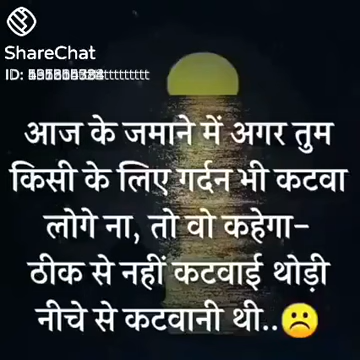 ShareChat
आज के जमाने में अगर तुम
किसी के लिए गर्दन भी कटवा
लोगे ना, तो वो कहेगा-
ठीक से नहीं कटवाई थोड़ी
नीचे से कटवानी थी..☹️